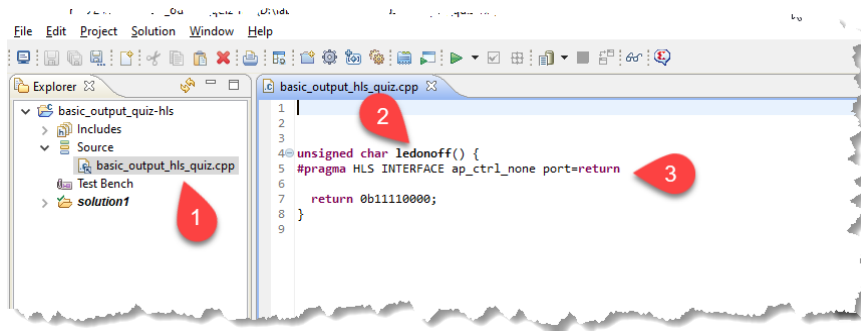 File Edit Project Solution Window Help
Explorer
basic_output_hls_quiz.cpp
basic_output_quiz-hls
Includes
Source
basic_output_hls_quiz.cpp
Test Bench
solution1
1
2
3
4 unsigned char ledonoff() {
5 #pragma HLS INTERFACE ap_ctrl_none port=return
6
7 return 0b11110000;
8 }
9
1
2
3